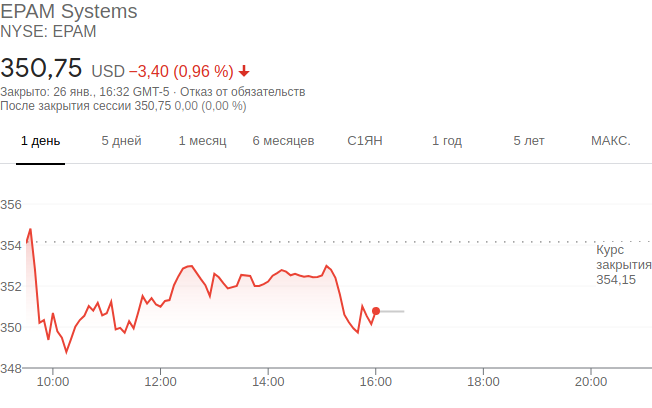 EPAM Systems
NYSE: EPAM
350,75 USD −3,40 (0,96 %)
Закрыто: 26 янв., 16:32 GMT-5 · Отказ от обязательств
После закрытия сессии 350,75 0,00 (0,00 %)
1 день 5 дней 1 месяц 6 месяцев С1ЯН 1 год 5 лет МАКС.
356
354
Курс
закрытия
354,15
352
350
348
10:00 12:00 14:00 16:00 18:00 20:00